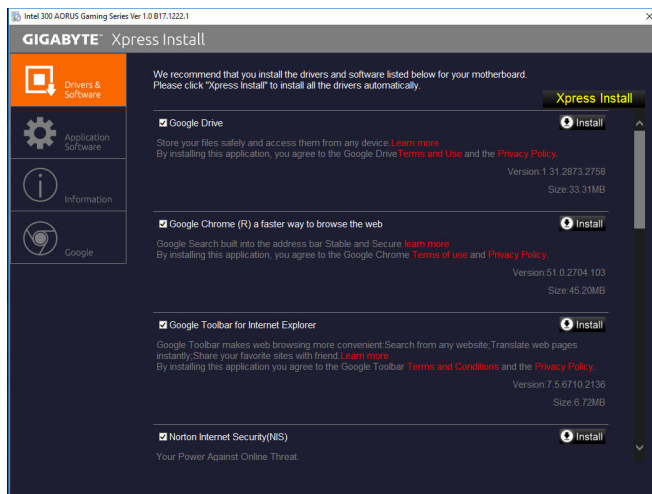 Intel 300 AORUS Gaming Series Ver 1.0 B17.1222.1
GIGABYTE™ Xpress Install
Drivers &
Software
Application
Software
Information
Google
We recommend that you install the drivers and software listed below for your motherboard.
Please click "Xpress Install" to install all the drivers automatically.
Xpress Install
Google Drive
Install
Store your files safely and access them from any device.Learn more
By installing this application, you agree to the Google DriveTerms and Use and the Privacy Policy.
Version:1.31.2873.2758
Size:33.31MB
Google Chrome (R) a faster way to browse the web
Install
Google Search built into the address bar Stable and Secure learn more
By installing this application, you agree to the Google Chrome Terms of use and Privacy Policy.
Version:51.0.2704.103
Size:45.20MB
Google Toolbar for Internet Explorer
Install
Google Toolbar makes web browsing more convenient.Search from any website;Translate web pages
instantly;Share your favorite sites with friend.Learn more
By installing this application you agree to the Google Toolbar Terms and Conditions and the Privacy Policy.
Version:7.5.6710.2136
Size:6.72MB
Norton Internet Security(NIS)
Install
Your Power Against Online Threat.